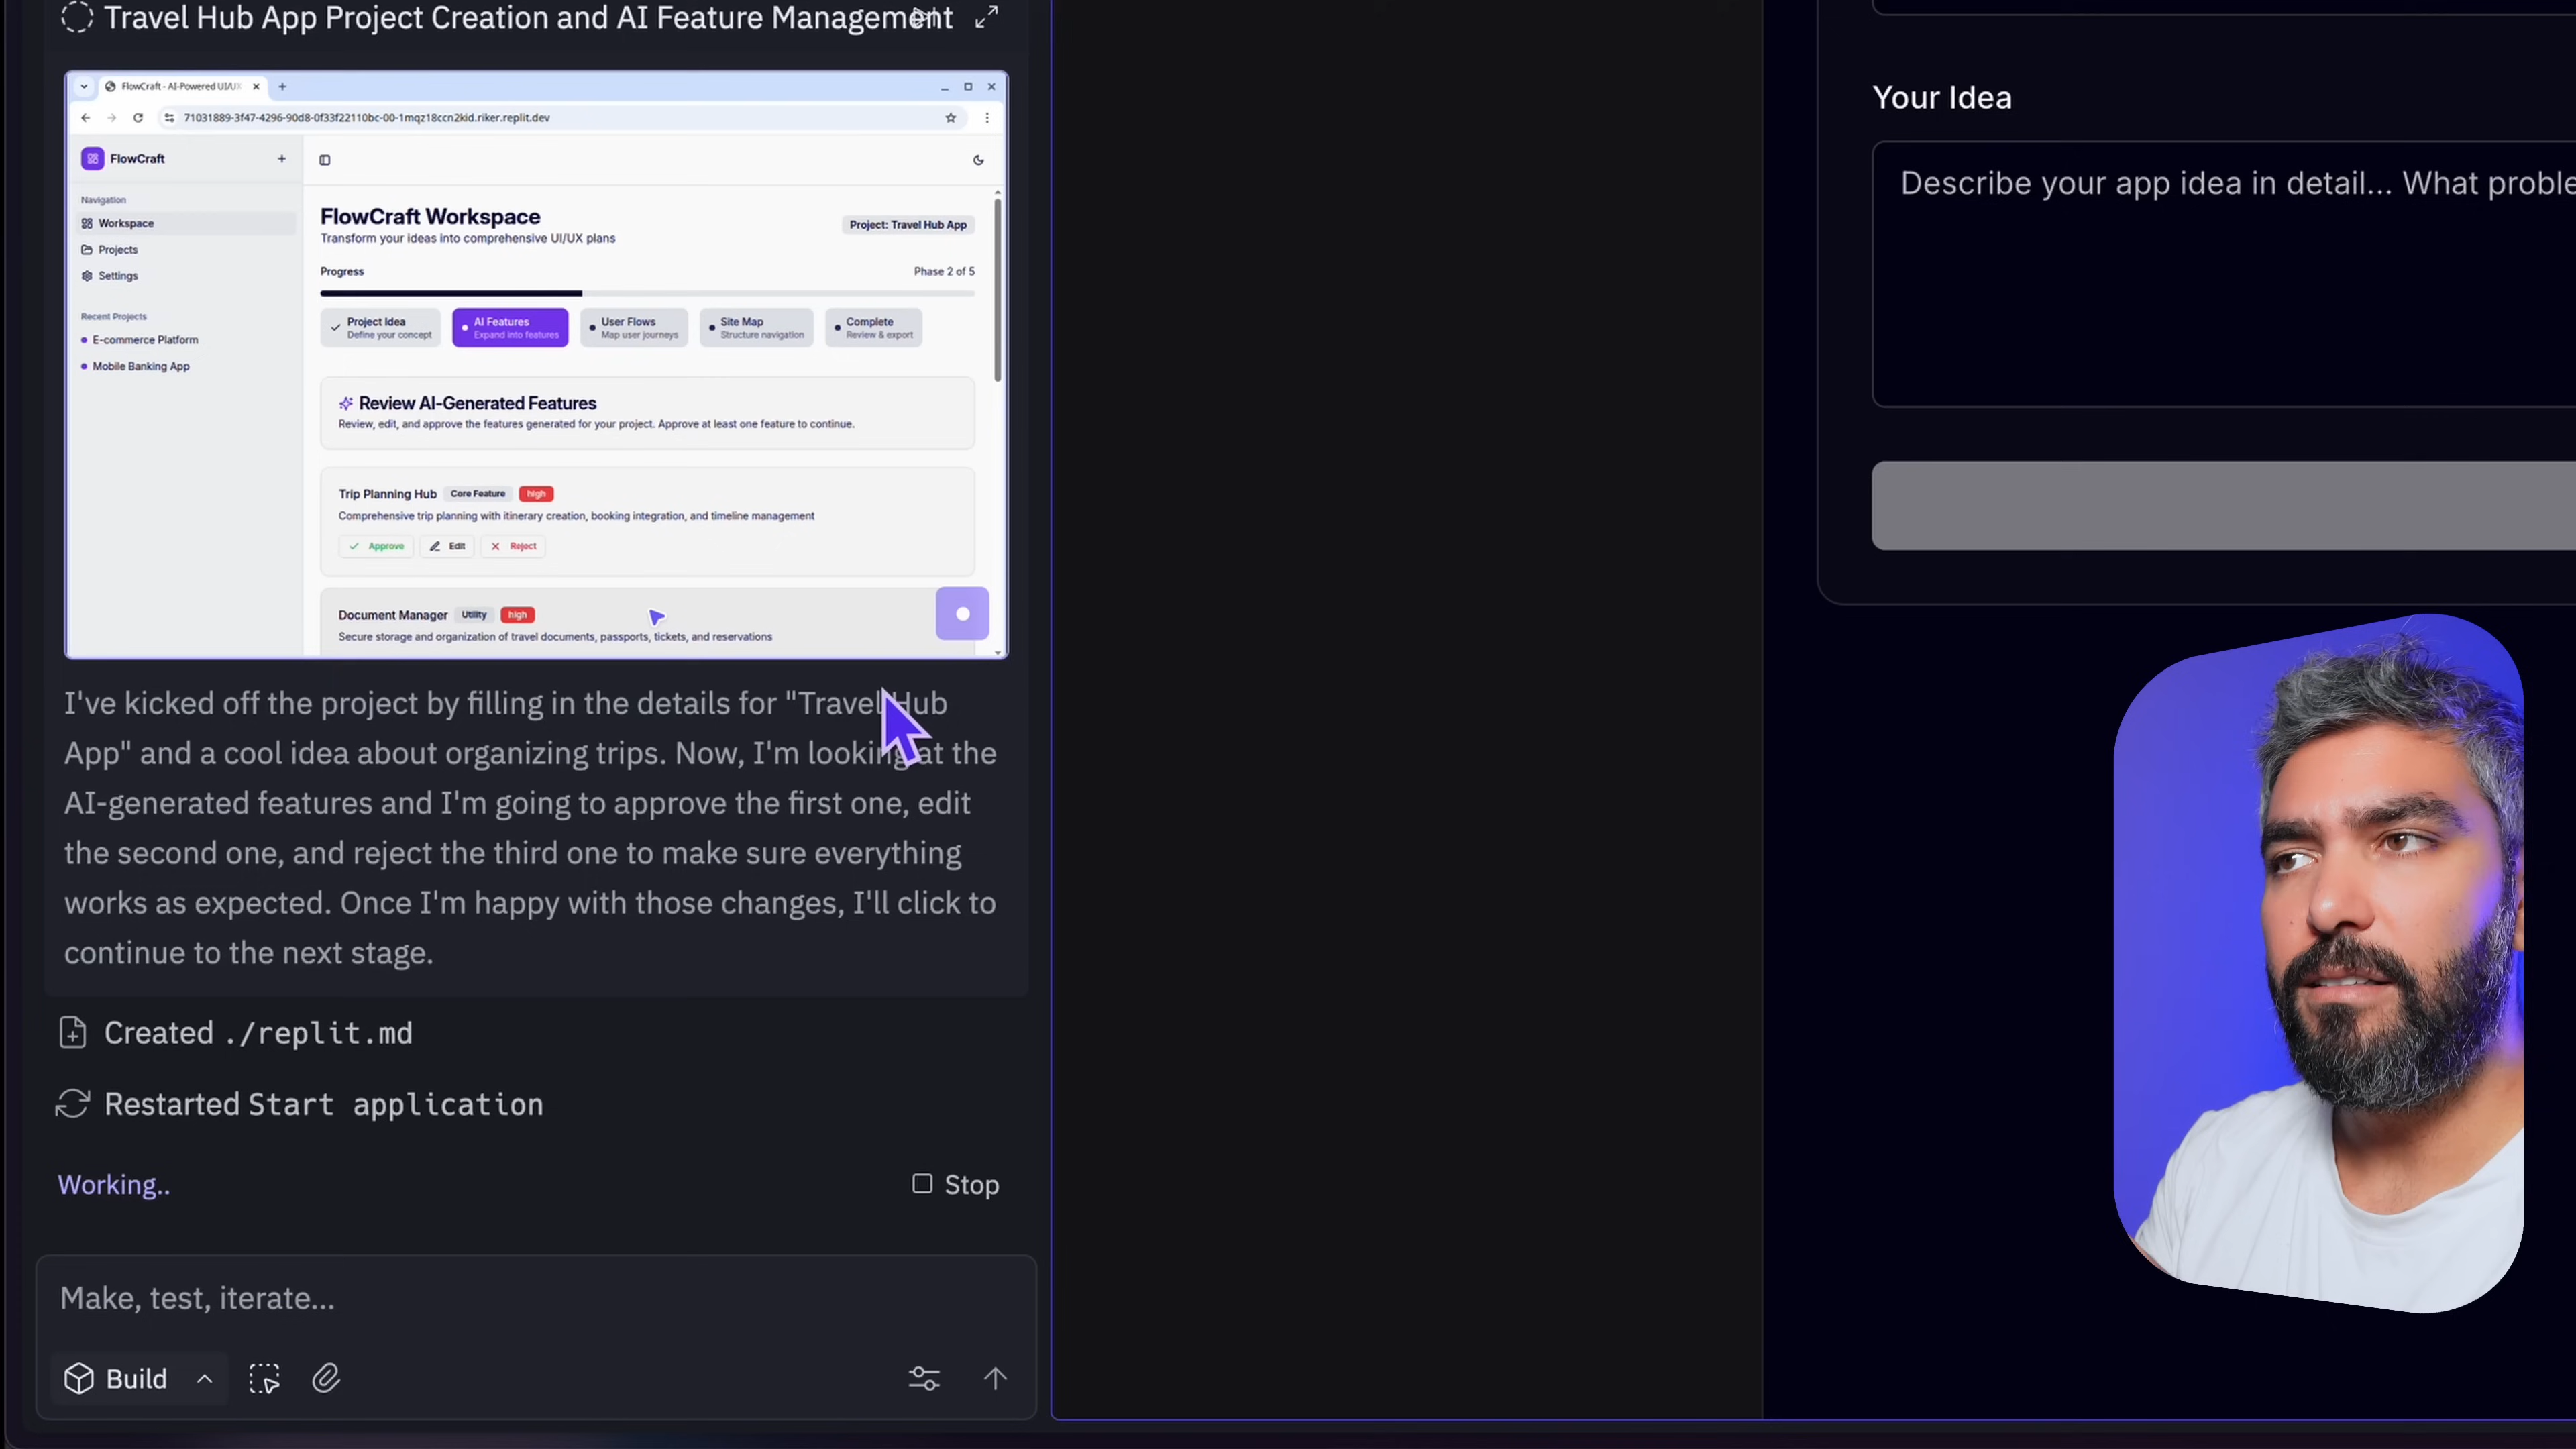 Travel Hub App Project Creation and AI Feature Management
FlowCraft - AI-Powered UI/UX
71031889-3f47-4296-90d8-0f33f22110bc-00-1mqz18ccn2kid.riker.replit.dev
FlowCraft
Navigation
Workspace
Projects
Settings
Recent Projects
E-commerce Platform
Mobile Banking App
FlowCraft Workspace
Transform your ideas into comprehensive UI/UX plans
Project: Travel Hub App
Progress
Phase 2 of 5
Project Idea
Define your concept
AI Features
Expand into features
User Flows
Map user journeys
Site Map
Structure navigation
Complete
Review & export
Review AI-Generated Features
Review, edit, and approve the features generated for your project. Approve at least one feature to continue.
Trip Planning Hub Core Feature high
Comprehensive trip planning with itinerary creation, booking integration, and timeline management
Approve Edit Reject
Document Manager Utility high
Secure storage and organization of travel documents, passports, tickets, and reservations
I've kicked off the project by filling in the details for "Travel Hub
App" and a cool idea about organizing trips. Now, I'm looking at the
AI-generated features and I'm going to approve the first one, edit
the second one, and reject the third one to make sure everything
works as expected. Once I'm happy with those changes, I'll click to
continue to the next stage.
Created ./replit.md
Restarted Start application
Working..
Stop
Make, test, iterate...
Build
Your Idea
Describe your app idea in detail... What proble